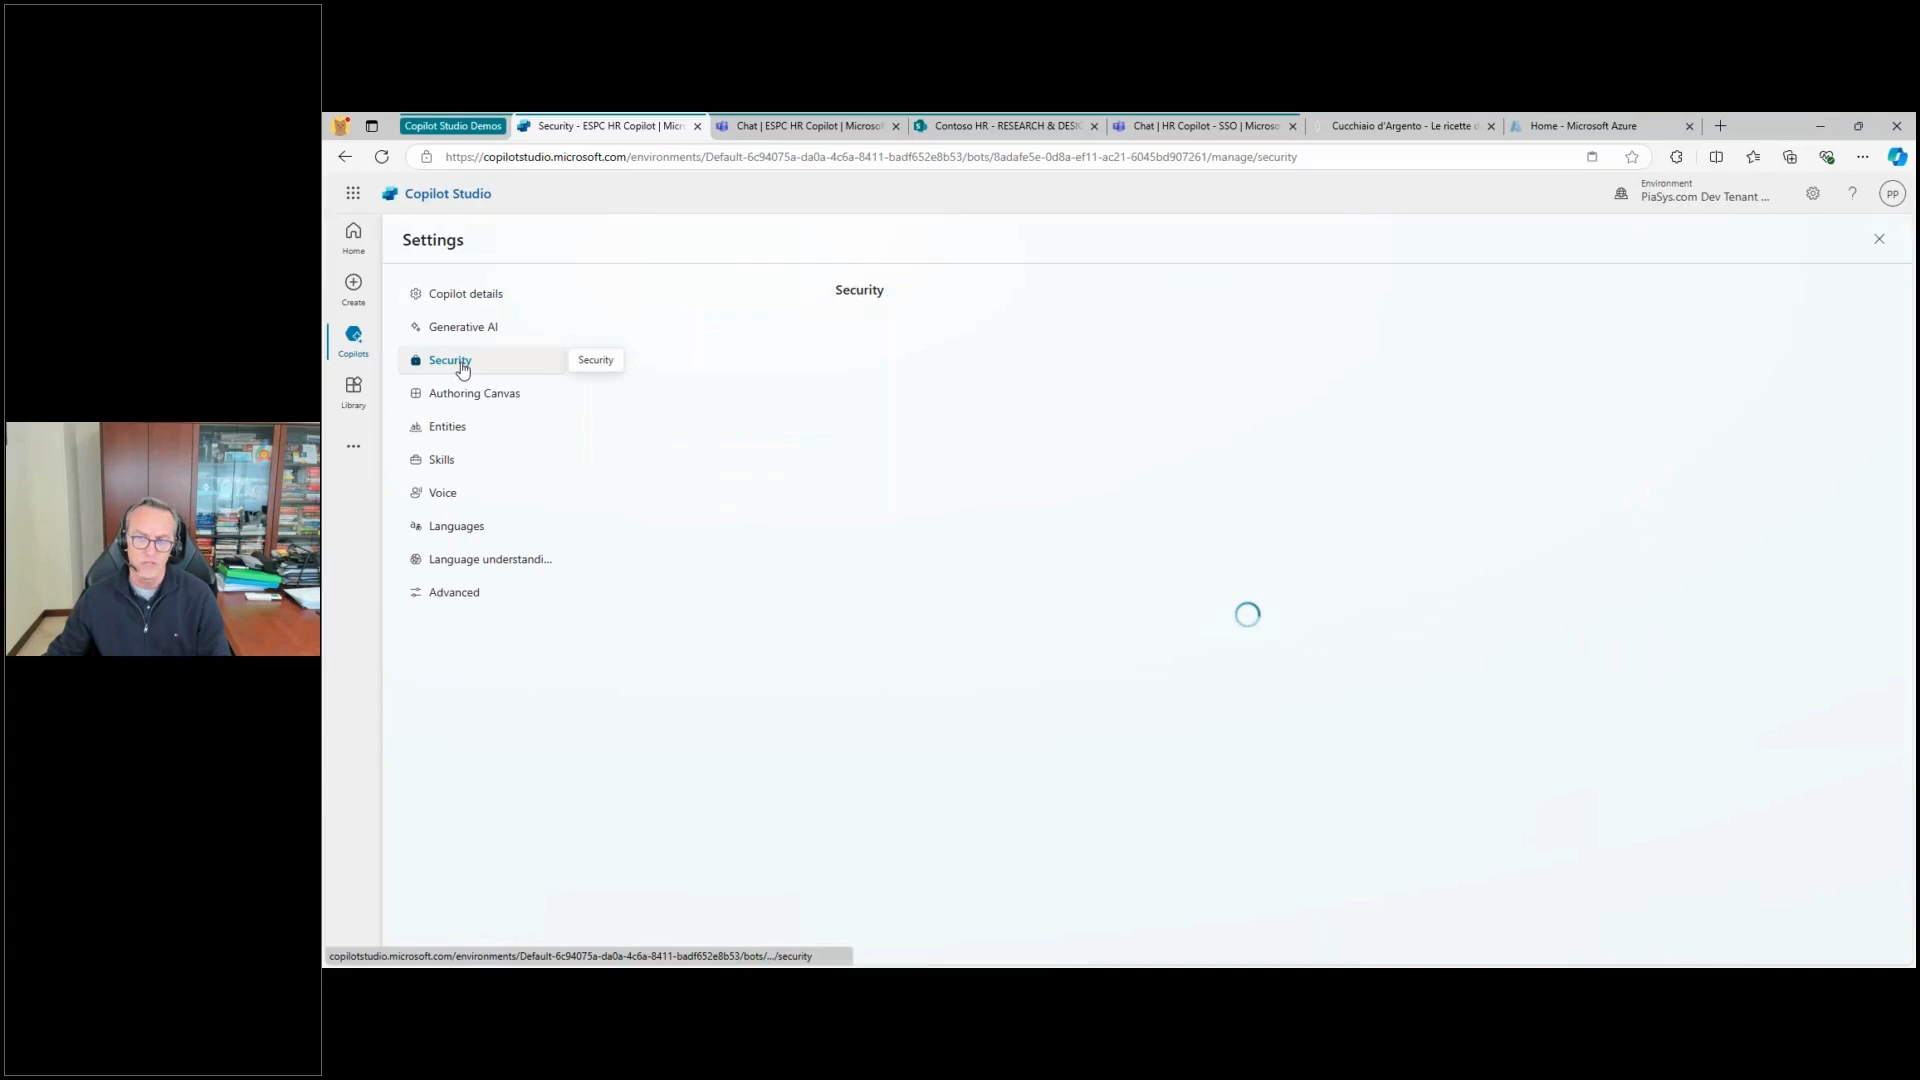 Copilot Studio Demos
Security - ESPC HR Copilot | Micr
Chat | ESPC HR Copilot | Microsof
Contoso HR - RESEARCH & DESIG
Chat | HR Copilot - SSO | Microso
Cucchiaio d'Argento - Le ricette d
Home - Microsoft Azure
https://copilotstudio.microsoft.com/environments/Default-6c94075a-da0a-4c6a-8411-badf652e8b53/bots/8adafe5e-0d8a-ef11-ac21-6045bd907261/manage/security
Copilot Studio
Environment
PiaSys.com Dev Tenant ...
PP
Home
Create
Copilots
Library
Settings
Copilot details
Generative AI
Security
Security
Authoring Canvas
Entities
Skills
Voice
Languages
Language understandi...
Advanced
Security
copilotstudio.microsoft.com/environments/Default-6c94075a-da0a-4c6a-8411-badf652e8b53/bots/.../security